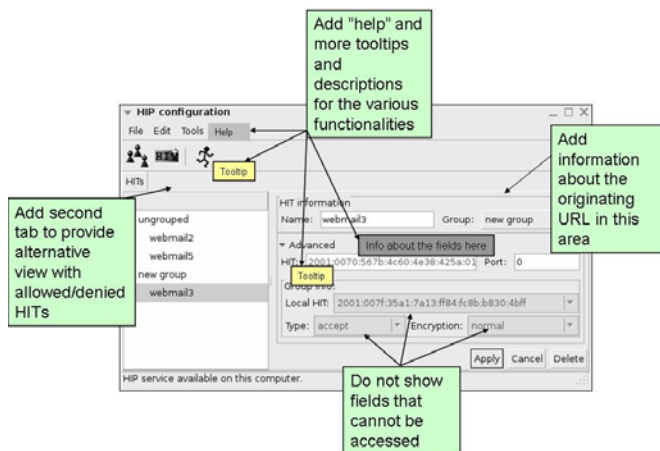 Add "help" and
more tooltips
and
descriptions
for the various
functionalities
HIP configuration
File Edit Tools Help
HIT
Tooltip
Add
information
about the
originating
URL in this
area
HITs
Add second
tab to provide
alternative
view with
allowed/denied
HITs
ungrouped
webmail2
webmail5
new group
webmail3
HIT information
Name: webmail3 Group: new group
Advanced
Info about the fields here
HIT: 2001:0070:567b:4c60:4e38:425a:01 Port: 0
Tooltip
Group info:
Local HIT: 2001:007f:35a1:7a13:ff84:fc8b:b830:4bff
Type: accept Encryption: normal
Apply Cancel Delete
HIP service available on this computer.
Do not show
fields that
cannot be
accessed